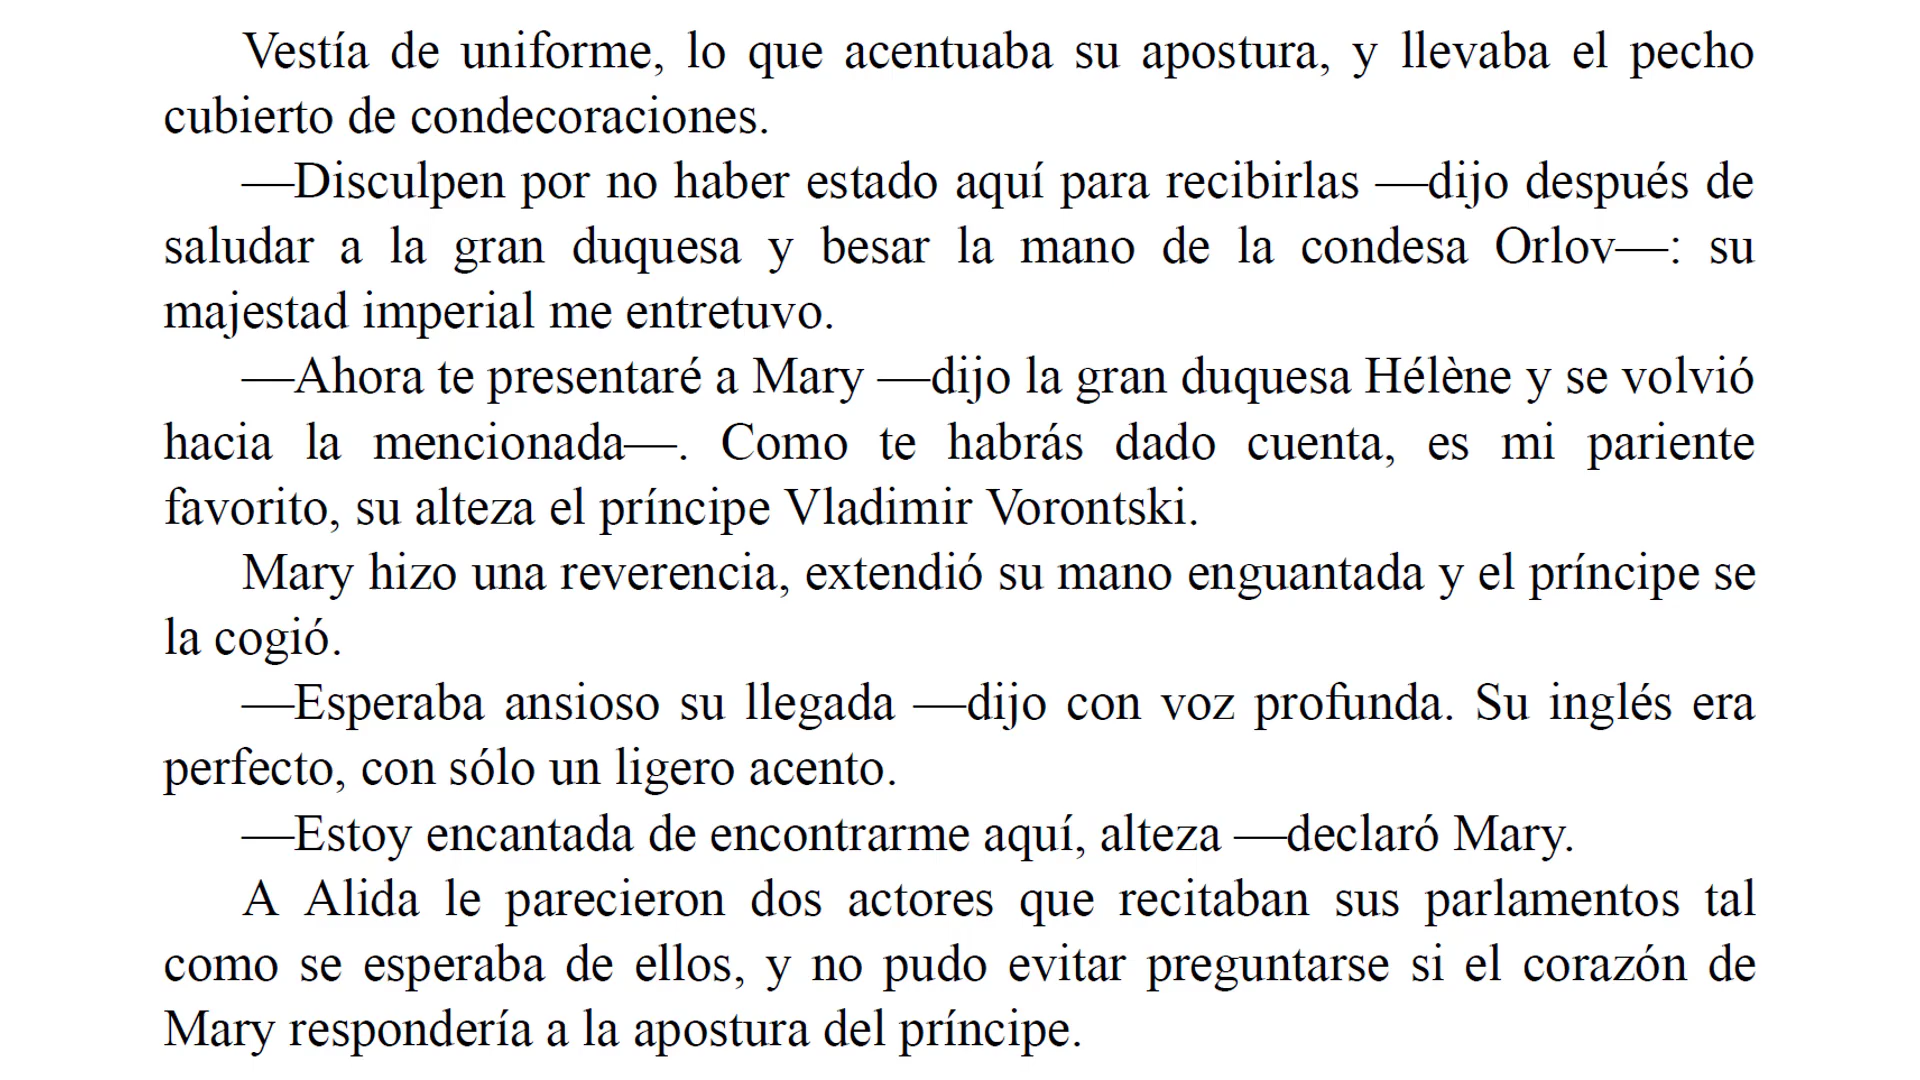 Vestía de uniforme, lo que acentuaba su apostura, y llevaba el pecho
cubierto de condecoraciones.
—Disculpen por no haber estado aquí para recibirlas —dijo después de
saludar a la gran duquesa y besar la mano de la condesa Orlov—: su
majestad imperial me entretuvo.
—Ahora te presentaré a Mary —dijo la gran duquesa Hélène y se volvió
hacia la mencionada—. Como te habrás dado cuenta, es mi pariente
favorito, su alteza el príncipe Vladimir Vorontski.
Mary hizo una reverencia, extendió su mano enguantada y el príncipe se
la cogió.
—Esperaba ansioso su llegada —dijo con voz profunda. Su inglés era
perfecto, con sólo un ligero acento.
—Estoy encantada de encontrarme aquí, alteza —declaró Mary.
A Alida le parecieron dos actores que recitaban sus parlamentos tal
como se esperaba de ellos, y no pudo evitar preguntarse si el corazón de
Mary respondería a la apostura del príncipe.